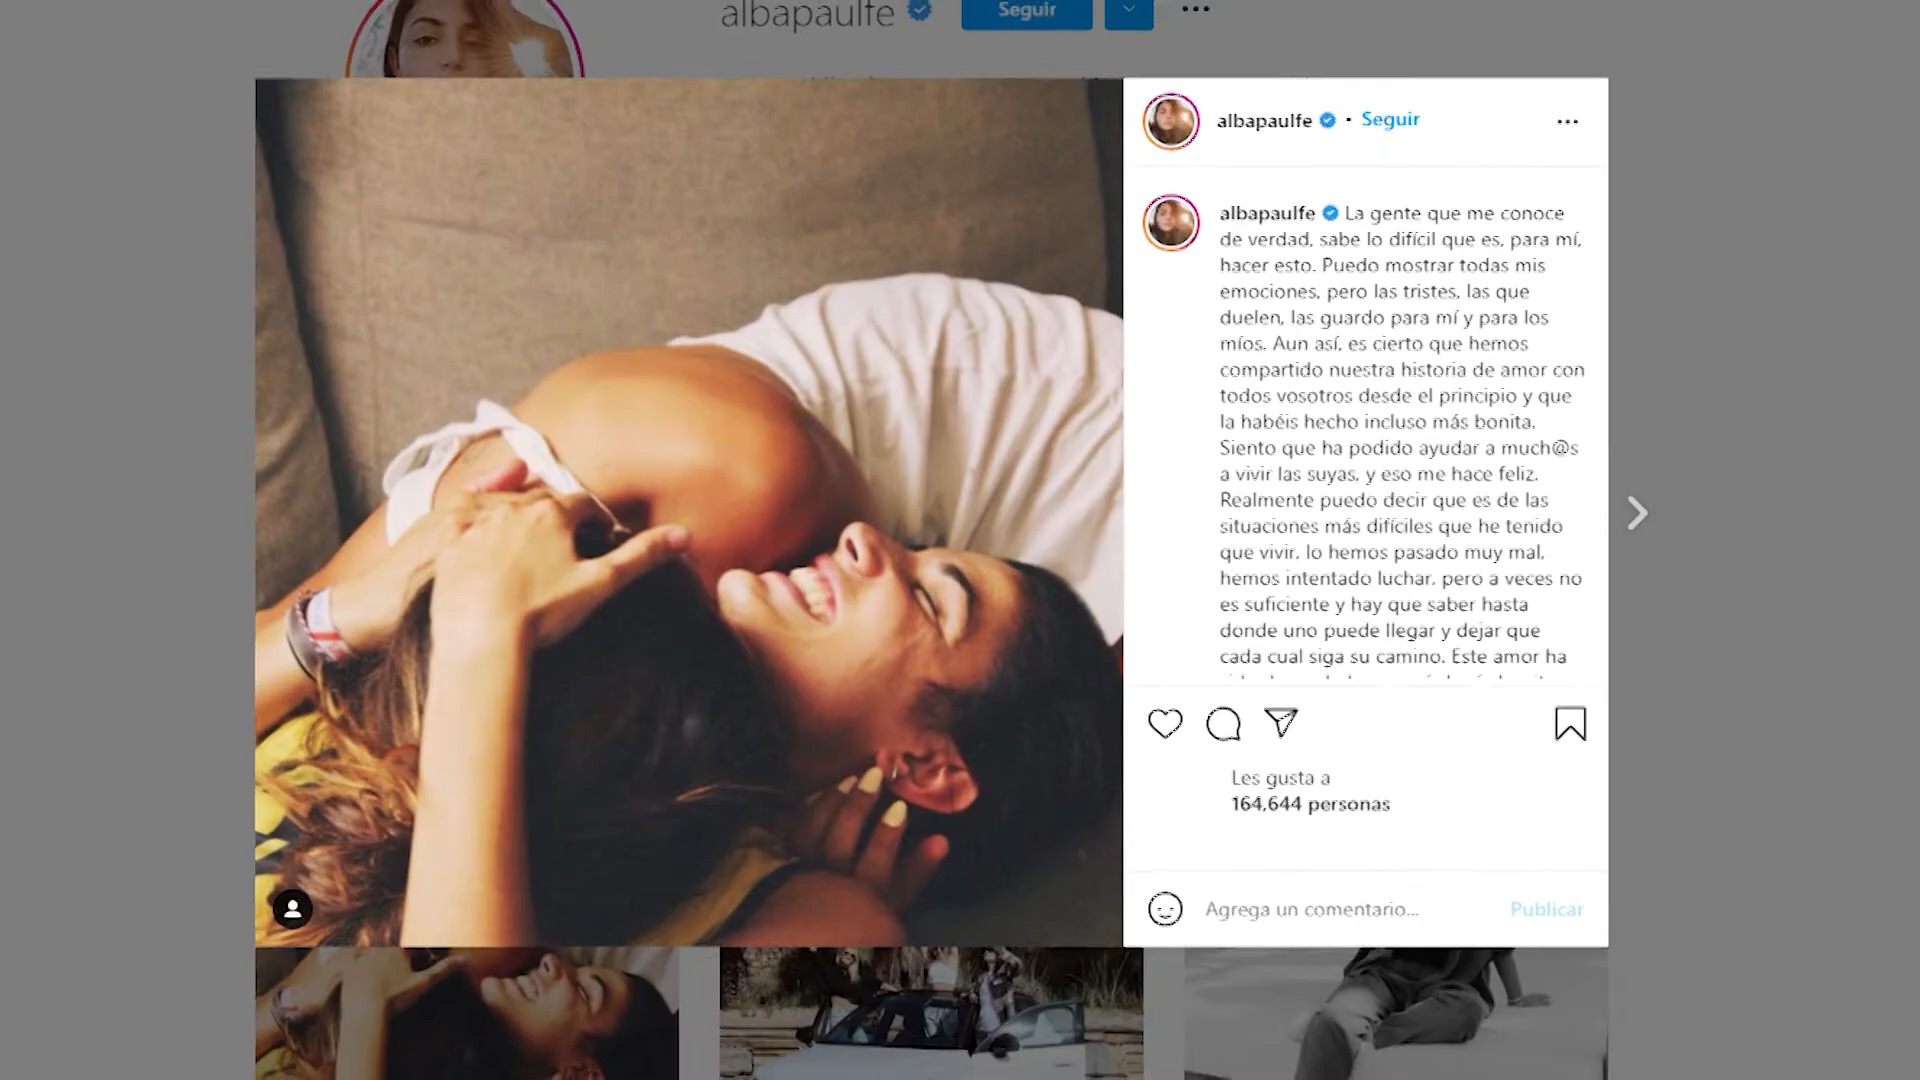 albapaulfe
Seguir
albapaulfe • Seguir
albapaulfe La gente que me conoce
de verdad, sabe lo difícil que es, para mí,
hacer esto. Puedo mostrar todas mis
emociones, pero las tristes, las que
duelen, las guardo para mí y para los
míos. Aun así, es cierto que hemos
compartido nuestra historia de amor con
todos vosotros desde el principio y que
la habéis hecho incluso más bonita.
Siento que ha podido ayudar a much@s
a vivir las suyas, y eso me hace feliz.
Realmente puedo decir que es de las
situaciones más difíciles que he tenido
que vivir, lo hemos pasado muy mal,
hemos intentado luchar, pero a veces no
es suficiente y hay que saber hasta
donde uno puede llegar y dejar que
cada cual siga su camino. Este amor ha
Les gusta a
164,644 personas
Agrega un comentario...
Publicar